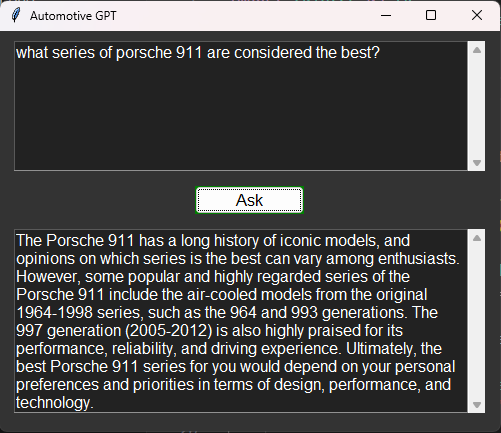 Automotive GPT
what series of porsche 911 are considered the best?
Ask
The Porsche 911 has a long history of iconic models, and
opinions on which series is the best can vary among enthusiasts.
However, some popular and highly regarded series of the
Porsche 911 include the air-cooled models from the original
1964-1998 series, such as the 964 and 993 generations. The
997 generation (2005-2012) is also highly praised for its
performance, reliability, and driving experience. Ultimately, the
best Porsche 911 series for you would depend on your personal
preferences and priorities in terms of design, performance, and
technology.